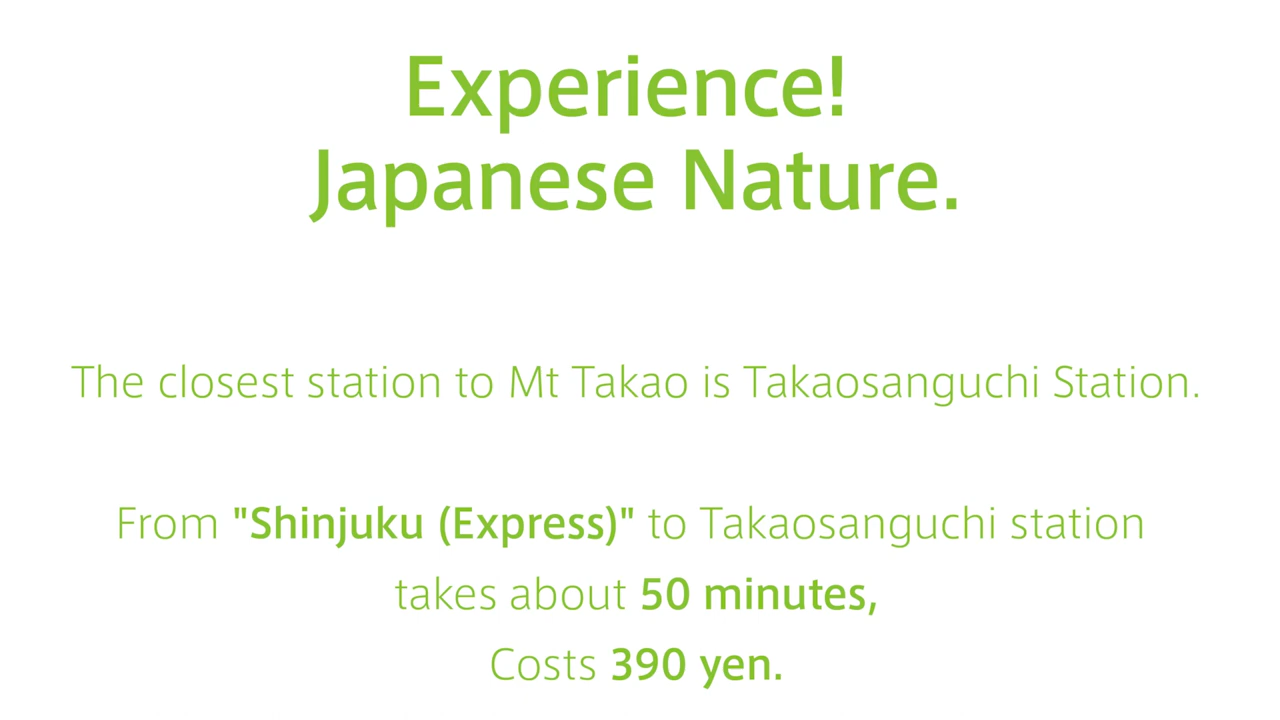 Experience!
Japanese Nature.
The closest station to Mt Takao is Takaosanguchi Station.
From "Shinjuku (Express)" to Takaosanguchi station
takes about 50 minutes,
Costs 390 yen.